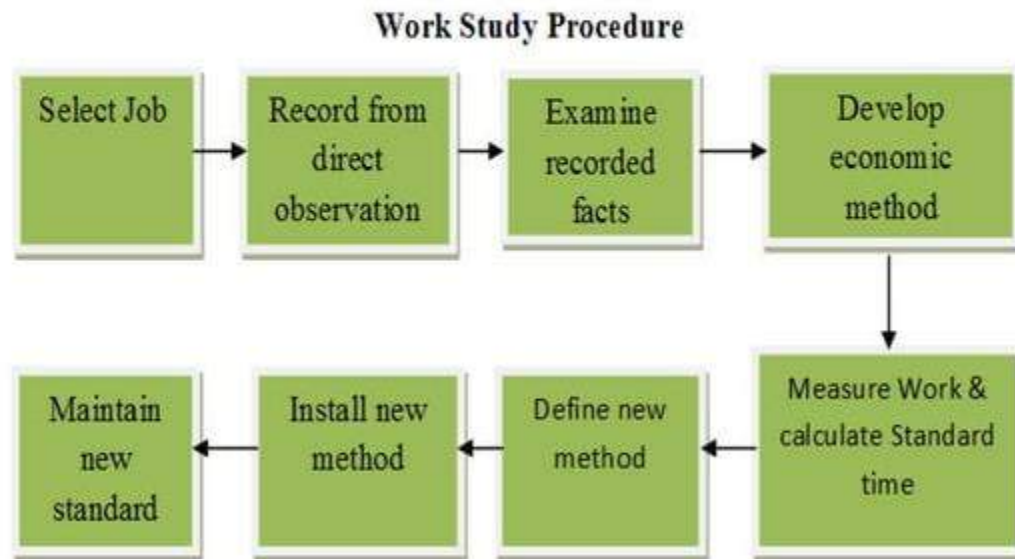 Work Study Procedure
Select Job
Record from
direct
observation
Examine
recorded
facts
Develop
economic
method
Measure Work &
calculate Standard
time
Define new
method
Install new
method
Maintain
new
standard